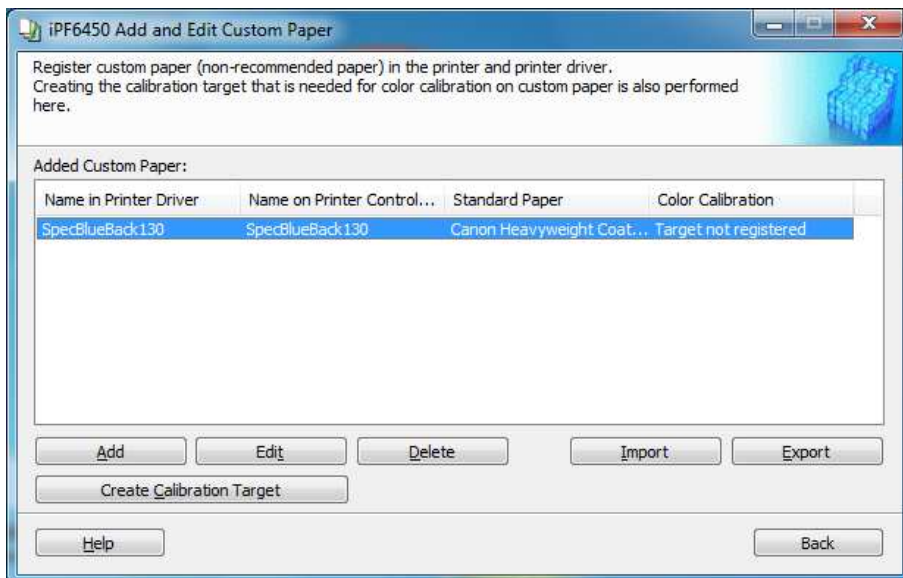 iPF6450 Add and Edit Custom Paper
Register custom paper (non-recommended paper) in the printer and printer driver.
Creating the calibration target that is needed for color calibration on custom paper is also performed
here.
Added Custom Paper:
Name in Printer Driver Name on Printer Control... Standard Paper Color Calibration
SpecBlueBack130 SpecBlueBack130 Canon Heavyweight Coat... Target not registered
Add Edit Delete Import Export
Create Calibration Target
Help Back